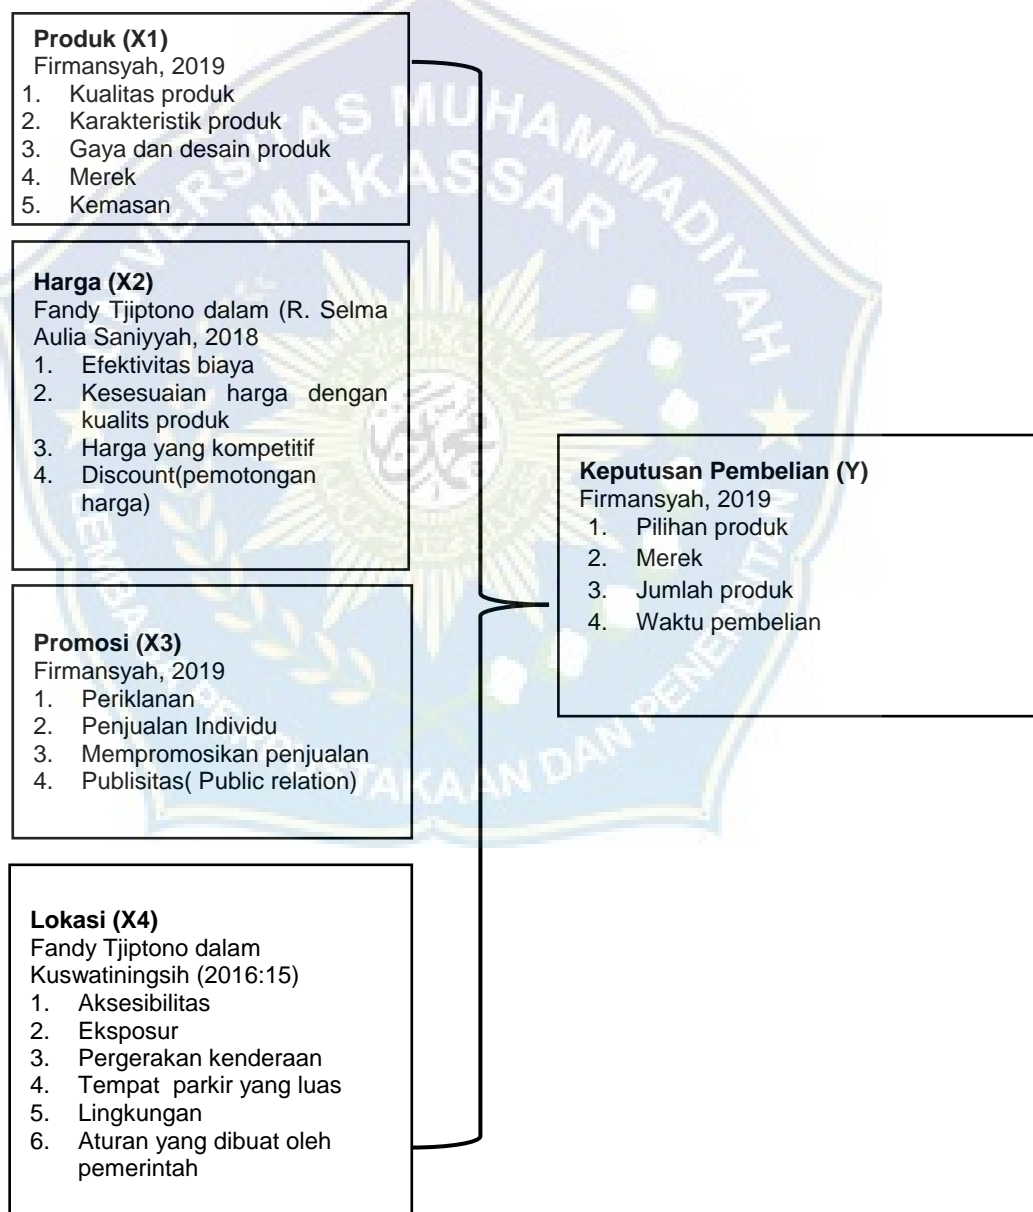 Produk (X1)
Firmansyah, 2019
1. Kualitas produk
2. Karakteristik produk
3. Gaya dan desain produk
4. Merek
5. Kemasan
Harga (X2)
Fandy Tjiptono dalam (R. Selma
Aulia Saniyyah, 2018
1. Efektivitas biaya
2. Kesesuaian harga dengan
kualits produk
3. Harga yang kompetitif
4. Discount(pemotongan
harga)
Promosi (X3)
Firmansyah, 2019
1. Periklanan
2. Penjualan Individu
3. Mempromosikan penjualan
4. Publisitas( Public relation)
Lokasi (X4)
Fandy Tjiptono dalam
Kuswatiningsih (2016:15)
1. Aksesibilitas
2. Eksposur
3. Pergerakan kenderaan
4. Tempat parkir yang luas
5. Lingkungan
6. Aturan yang dibuat oleh
pemerintah
Keputusan Pembelian (Y)
Firmansyah, 2019
1. Pilihan produk
2. Merek
3. Jumlah produk
4. Waktu pembelian
UNIVERSITAS MUHAMMADIYAH
MAKASSAR
DAN